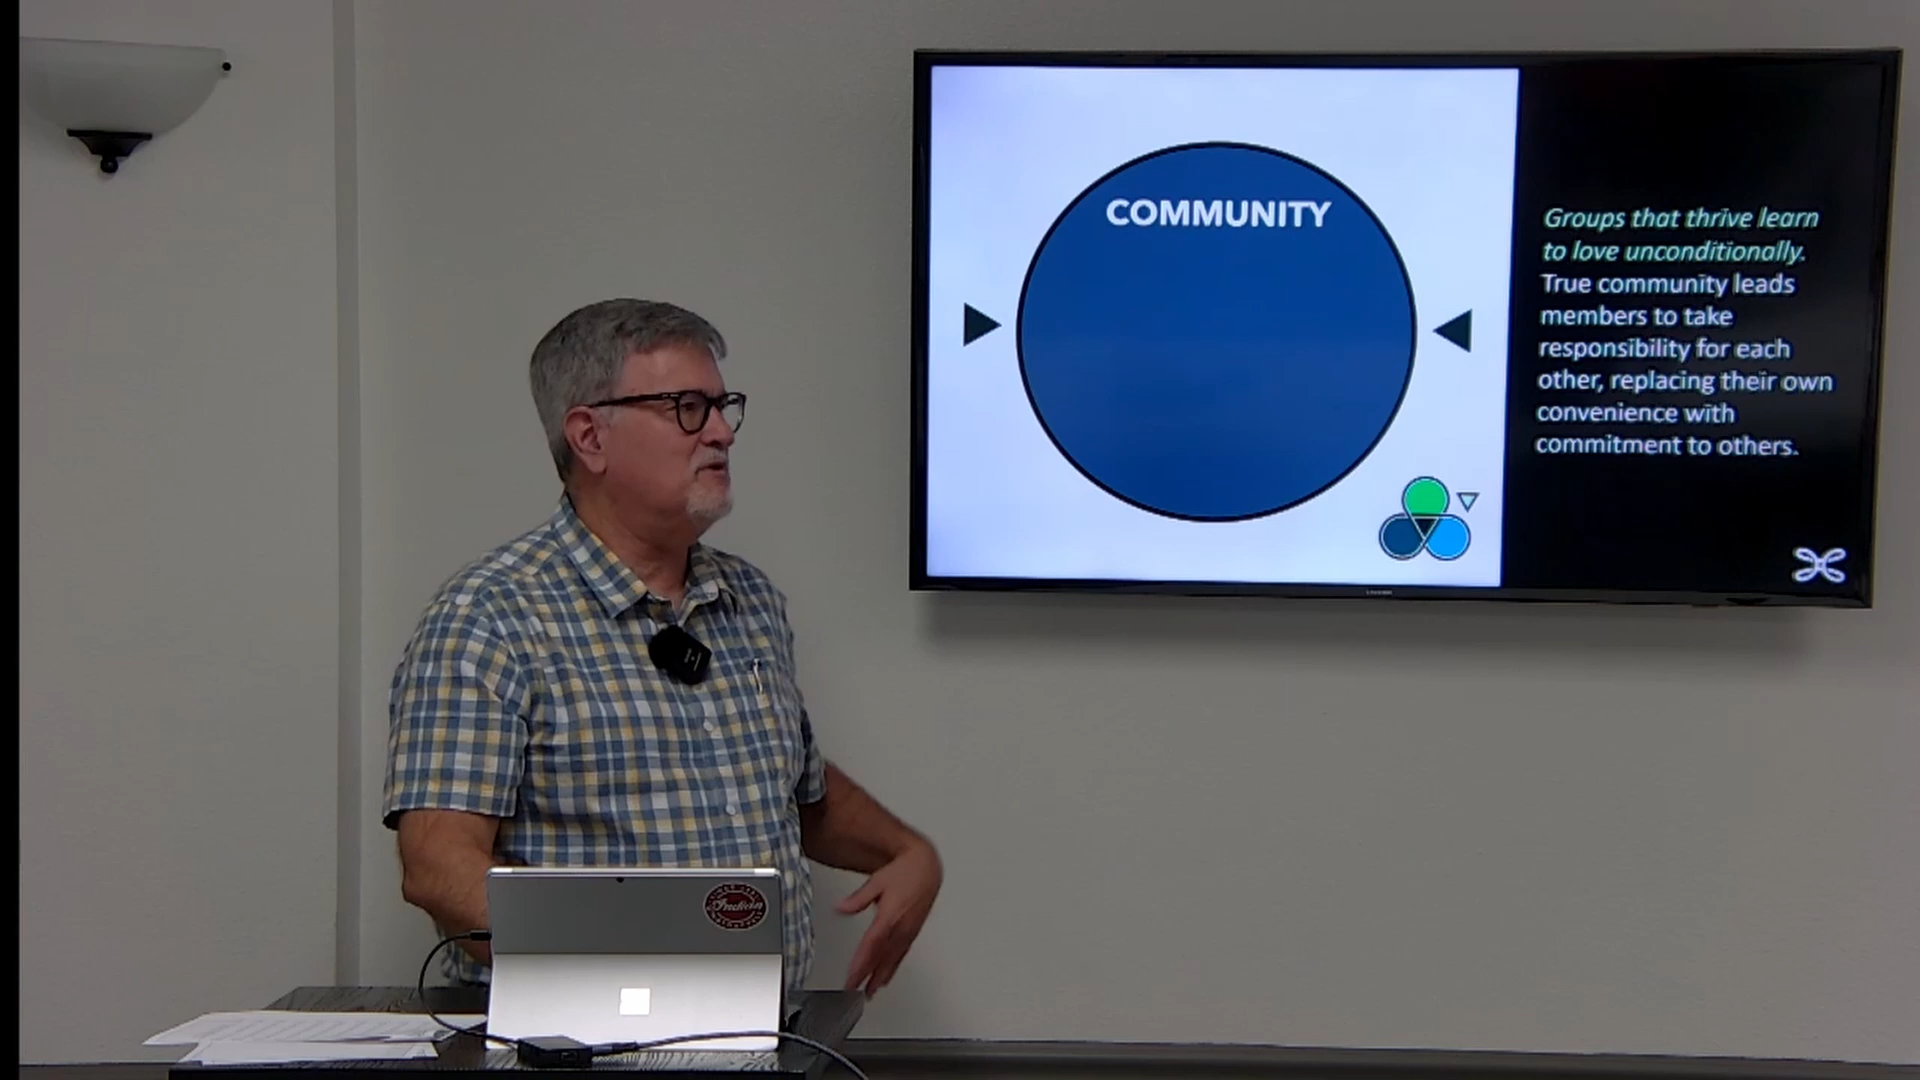 COMMUNITY
Groups that thrive learn
to love unconditionally.
True community leads
members to take
responsibility for each
other, replacing their own
convenience with
commitment to others.
Indian